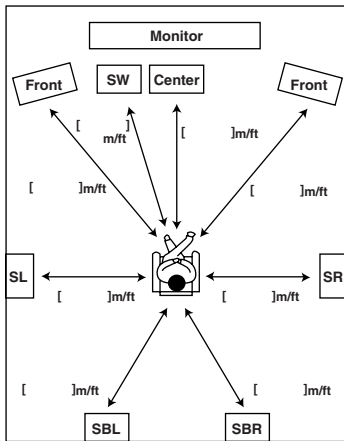 Monitor
Front
SW
Center
Front
[ ]
m/ft
[ ]m/ft
[ ]m/ft
[ ]m/ft
SL
SR
[ ]m/ft
[ ]m/ft
[ ]m/ft
[ ]m/ft
SBL
SBR